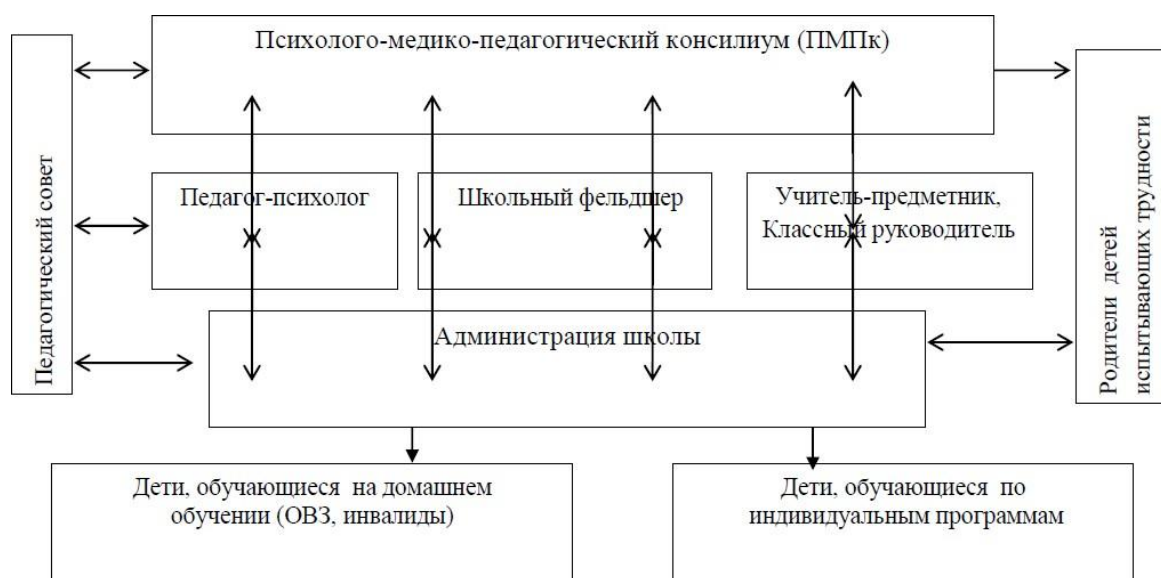 Психолого-медико-педагогический консилиум (ПМПк)
Педагогический совет
Педагог-психолог
Школьный фельдшер
Учитель-предметник,
Классный руководитель
Родители детей
испытывающих трудности
Администрация школы
Дети, обучающиеся на домашнем
обучении (ОВЗ, инвалиды)
Дети, обучающиеся по
индивидуальным программам